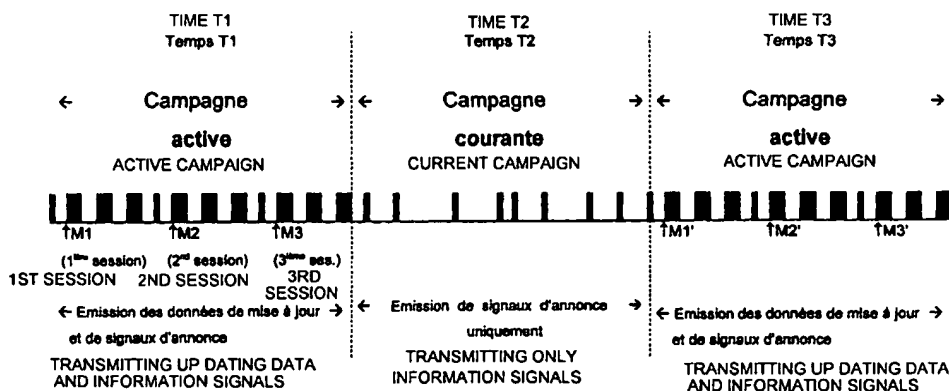 TIME T1
Temps T1
TIME T2
Temps T2
TIME T3
Temps T3
← Campagne →
active
ACTIVE CAMPAIGN
← Campagne →
courante
CURRENT CAMPAIGN
← Campagne →
active
ACTIVE CAMPAIGN
↑M1
↑M2
↑M3
↑M1'
↑M2'
↑M3'
(1ière session)
(2nd session)
(3ième ses.)
1ST SESSION
2ND SESSION
3RD
SESSION
← Emission des données de mise à jour →
et de signaux d'annonce
TRANSMITTING UP DATING DATA
AND INFORMATION SIGNALS
← Emission de signaux d'annonce →
uniquement
TRANSMITTING ONLY
INFORMATION SIGNALS
← Emission des données de mise à jour →
et de signaux d'annonce
TRANSMITTING UP DATING DATA
AND INFORMATION SIGNALS